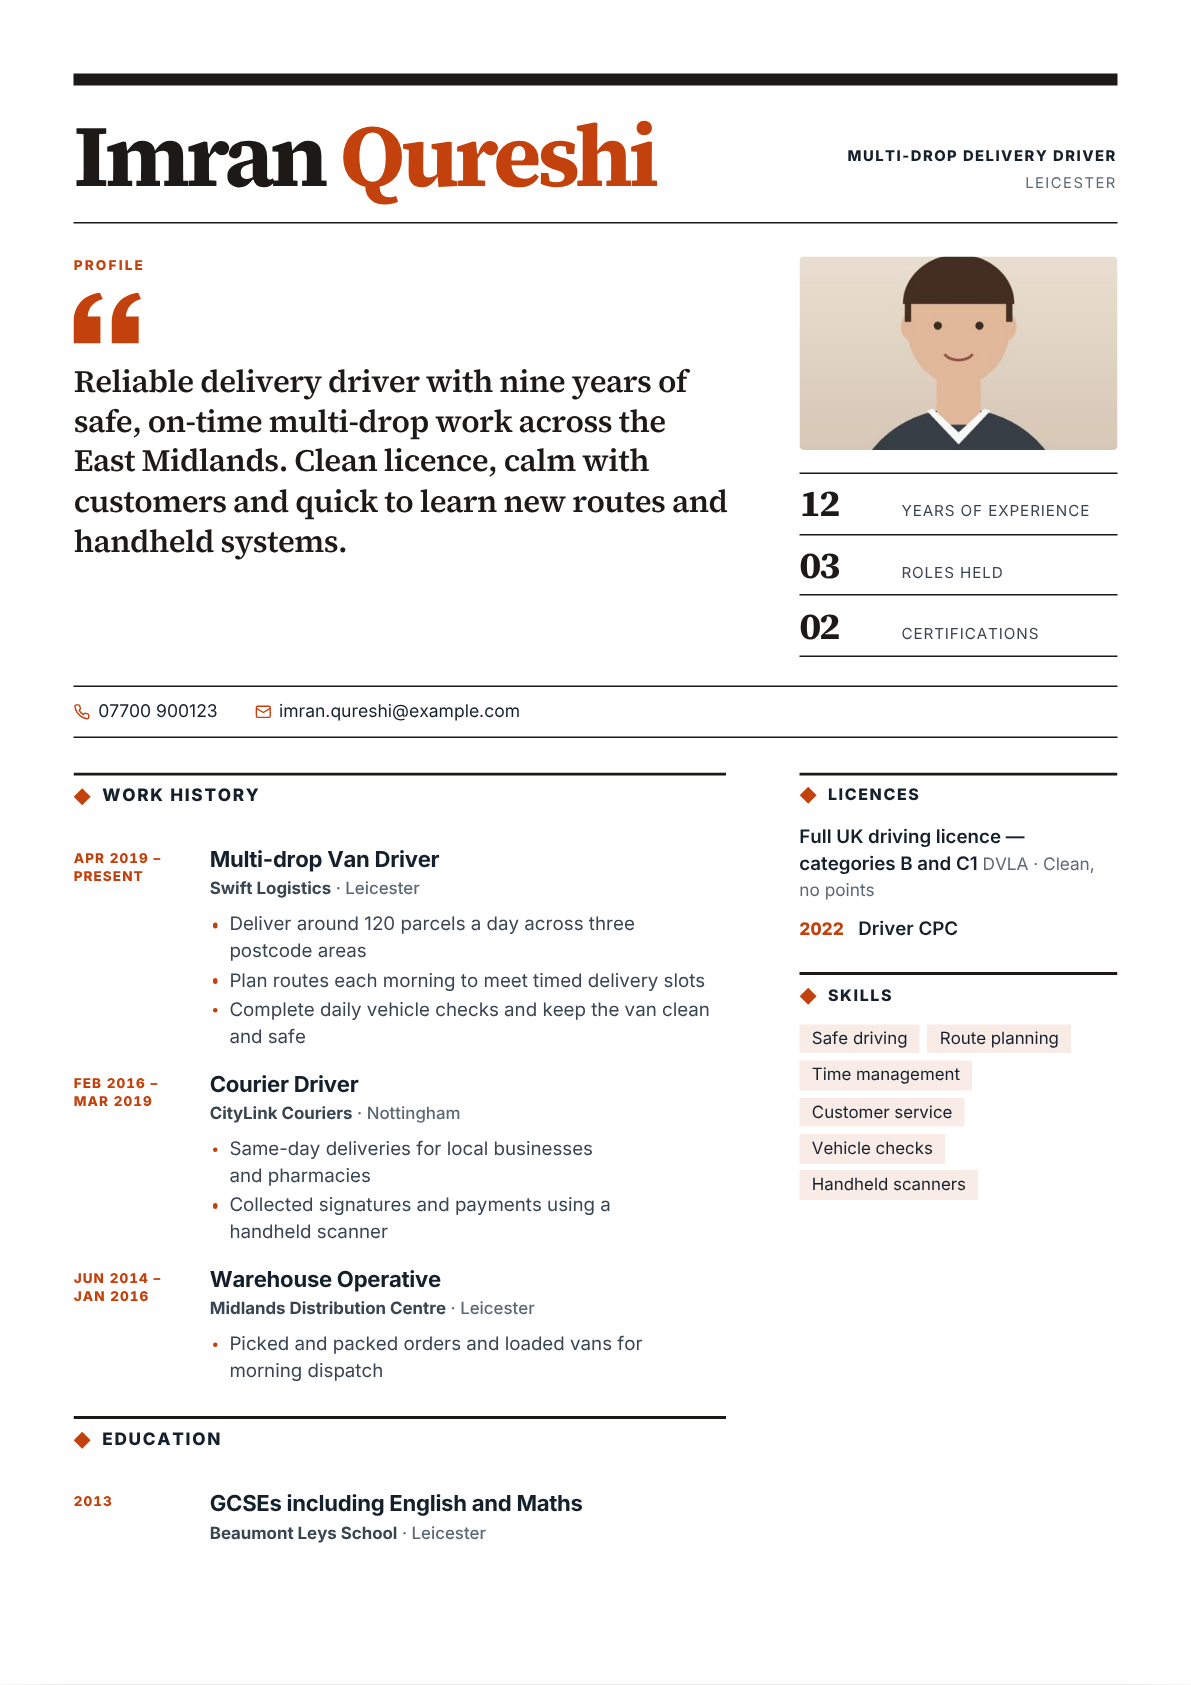 Imran Qureshi
MULTI-DROP DELIVERY DRIVER
LEICESTER
PROFILE
“
Reliable delivery driver with nine years of
safe, on-time multi-drop work across the
East Midlands. Clean licence, calm with
customers and quick to learn new routes and
handheld systems.
12 YEARS OF EXPERIENCE
03 ROLES HELD
02 CERTIFICATIONS
07700 900123 imran.qureshi@example.com
WORK HISTORY
APR 2019 –
PRESENT
Multi-drop Van Driver
Swift Logistics · Leicester
• Deliver around 120 parcels a day across three
postcode areas
• Plan routes each morning to meet timed delivery slots
• Complete daily vehicle checks and keep the van clean
and safe
FEB 2016 –
MAR 2019
Courier Driver
CityLink Couriers · Nottingham
• Same-day deliveries for local businesses
and pharmacies
• Collected signatures and payments using a
handheld scanner
JUN 2014 –
JAN 2016
Warehouse Operative
Midlands Distribution Centre · Leicester
• Picked and packed orders and loaded vans for
morning dispatch
EDUCATION
2013
GCSEs including English and Maths
Beaumont Leys School · Leicester
LICENCES
Full UK driving licence —
categories B and C1 DVLA · Clean,
no points
2022 Driver CPC
SKILLS
Safe driving Route planning
Time management
Customer service
Vehicle checks
Handheld scanners